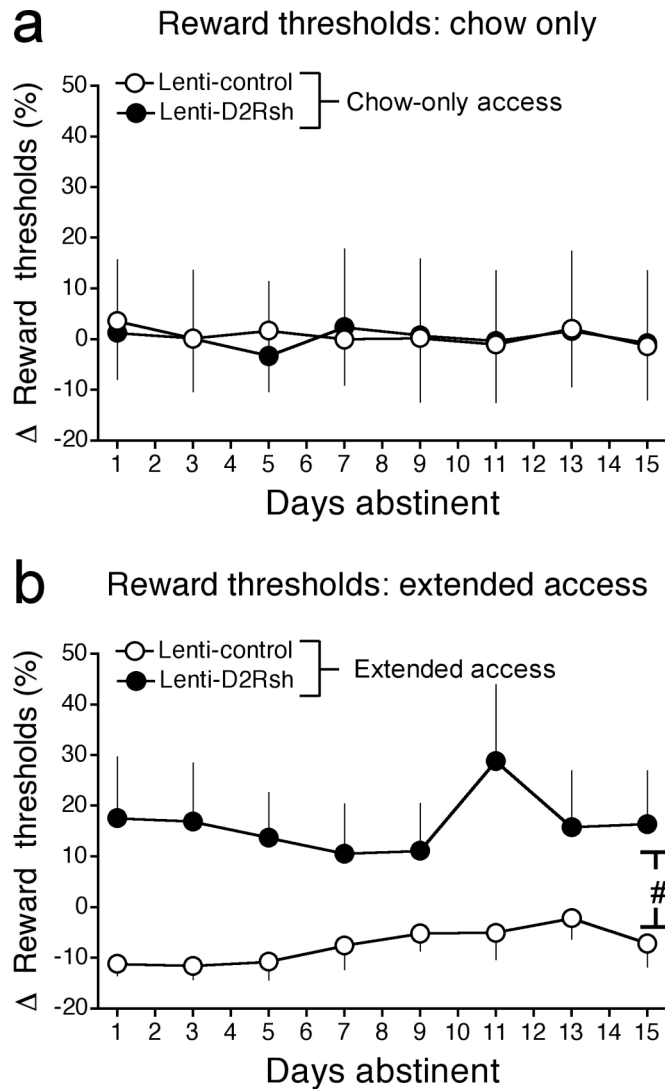 a Reward thresholds: chow only
Δ Reward thresholds (%)
50
40
30
20
10
0
-10
-20
Lenti-control
Lenti-D2Rsh
Chow-only access
1 2 3 4 5 6 7 8 9 10 11 12 13 14 15
Days abstinent
b Reward thresholds: extended access
Δ Reward thresholds (%)
50
40
30
20
10
0
-10
-20
Lenti-control
Lenti-D2Rsh
Extended access
#
1 2 3 4 5 6 7 8 9 10 11 12 13 14 15
Days abstinent